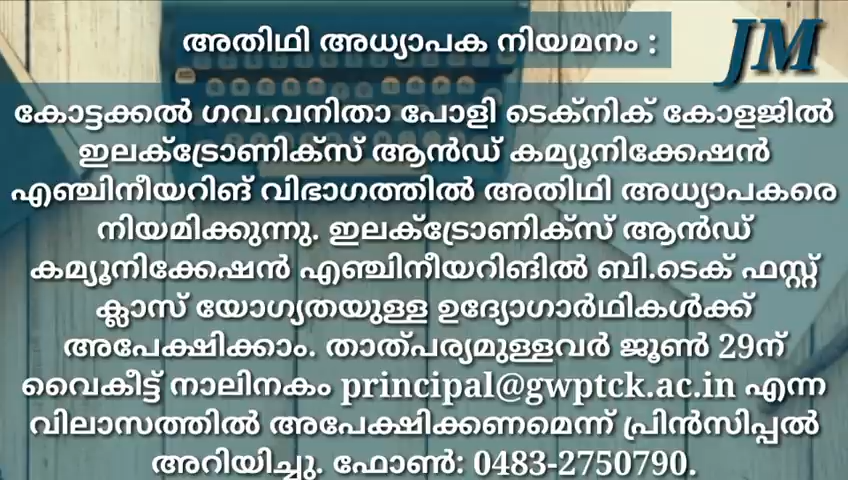 അതിഥി അധ്യാപക നിയമനം :
JM
കോട്ടക്കൽ ഗവ.വനിതാ പോളി ടെക്‌നിക് കോളജിൽ
ഇലക്ട്രോണിക്‌സ് ആൻഡ് കമ്യൂനിക്കേഷൻ
എഞ്ചിനീയറിങ് വിഭാഗത്തിൽ അതിഥി അധ്യാപകരെ
നിയമിക്കുന്നു. ഇലക്ട്രോണിക്‌സ് ആൻഡ്
കമ്യൂനിക്കേഷൻ എഞ്ചിനീയറിങിൽ ബി.ടെക് ഫസ്റ്റ്
ക്ലാസ് യോഗ്യതയുള്ള ഉദ്യോഗാർഥികൾക്ക്
അപേക്ഷിക്കാം. താത്പര്യമുള്ളവർ ജൂൺ 29ന്
വൈകീട്ട് നാലിനകം principal@gwptck.ac.in എന്ന
വിലാസത്തിൽ അപേക്ഷിക്കണമെന്ന് പ്രിൻസിപ്പൽ
അറിയിച്ചു. ഫോൺ: 0483-2750790.